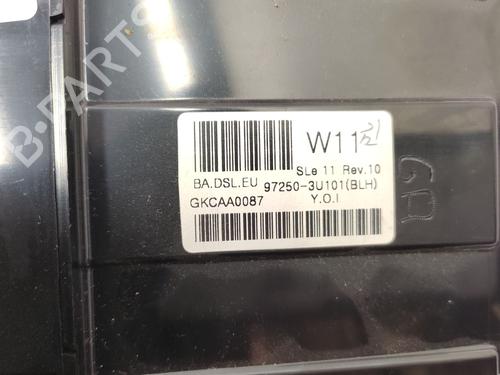 W11
SLe 11 Rev.10
BA.DSL.EU 97250-3U101(BLH)
GKCAA0087 Y.O.I
B-PARTS